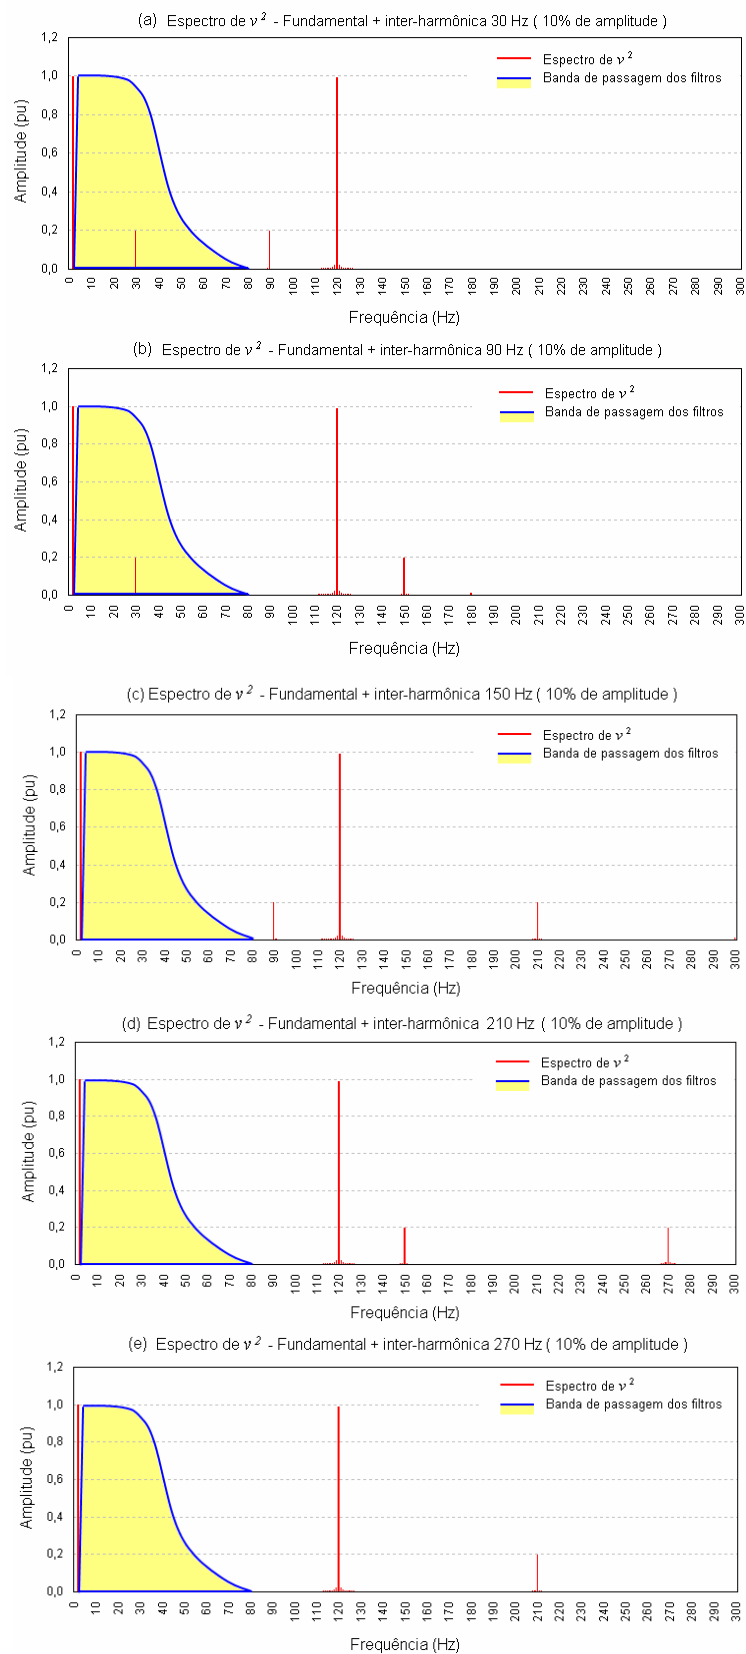 (a) Espectro de v² - Fundamental + inter-harmônica 30 Hz ( 10% de amplitude )
Espectro de v²
Banda de passagem dos filtros
Amplitude (pu)
1,2
1,0
0,8
0,6
0,4
0,2
0,0
0 10 20 30 40 50 60 70 80 90 100 110 120 130 140 150 160 170 180 190 200 210 220 230 240 250 260 270 280 290 300
Frequência (Hz)
(b) Espectro de v² - Fundamental + inter-harmônica 90 Hz ( 10% de amplitude )
Espectro de v²
Banda de passagem dos filtros
Amplitude (pu)
1,2
1,0
0,8
0,6
0,4
0,2
0,0
0 10 20 30 40 50 60 70 80 90 100 110 120 130 140 150 160 170 180 190 200 210 220 230 240 250 260 270 280 290 300
Frequência (Hz)
(c) Espectro de v² - Fundamental + inter-harmônica 150 Hz ( 10% de amplitude )
Espectro de v²
Banda de passagem dos filtros
Amplitude (pu)
1,2
1,0
0,8
0,6
0,4
0,2
0,0
0 10 20 30 40 50 60 70 80 90 100 110 120 130 140 150 160 170 180 190 200 210 220 230 240 250 260 270 280 290 300
Frequência (Hz)
(d) Espectro de v² - Fundamental + inter-harmônica 210 Hz ( 10% de amplitude )
Espectro de v²
Banda de passagem dos filtros
Amplitude (pu)
1,2
1,0
0,8
0,6
0,4
0,2
0,0
0 10 20 30 40 50 60 70 80 90 100 110 120 130 140 150 160 170 180 190 200 210 220 230 240 250 260 270 280 290 300
Frequência (Hz)
(e) Espectro de v² - Fundamental + inter-harmônica 270 Hz ( 10% de amplitude )
Espectro de v²
Banda de passagem dos filtros
Amplitude (pu)
1,2
1,0
0,8
0,6
0,4
0,2
0,0
0 10 20 30 40 50 60 70 80 90 100 110 120 130 140 150 160 170 180 190 200 210 220 230 240 250 260 270 280 290 300
Frequência (Hz)